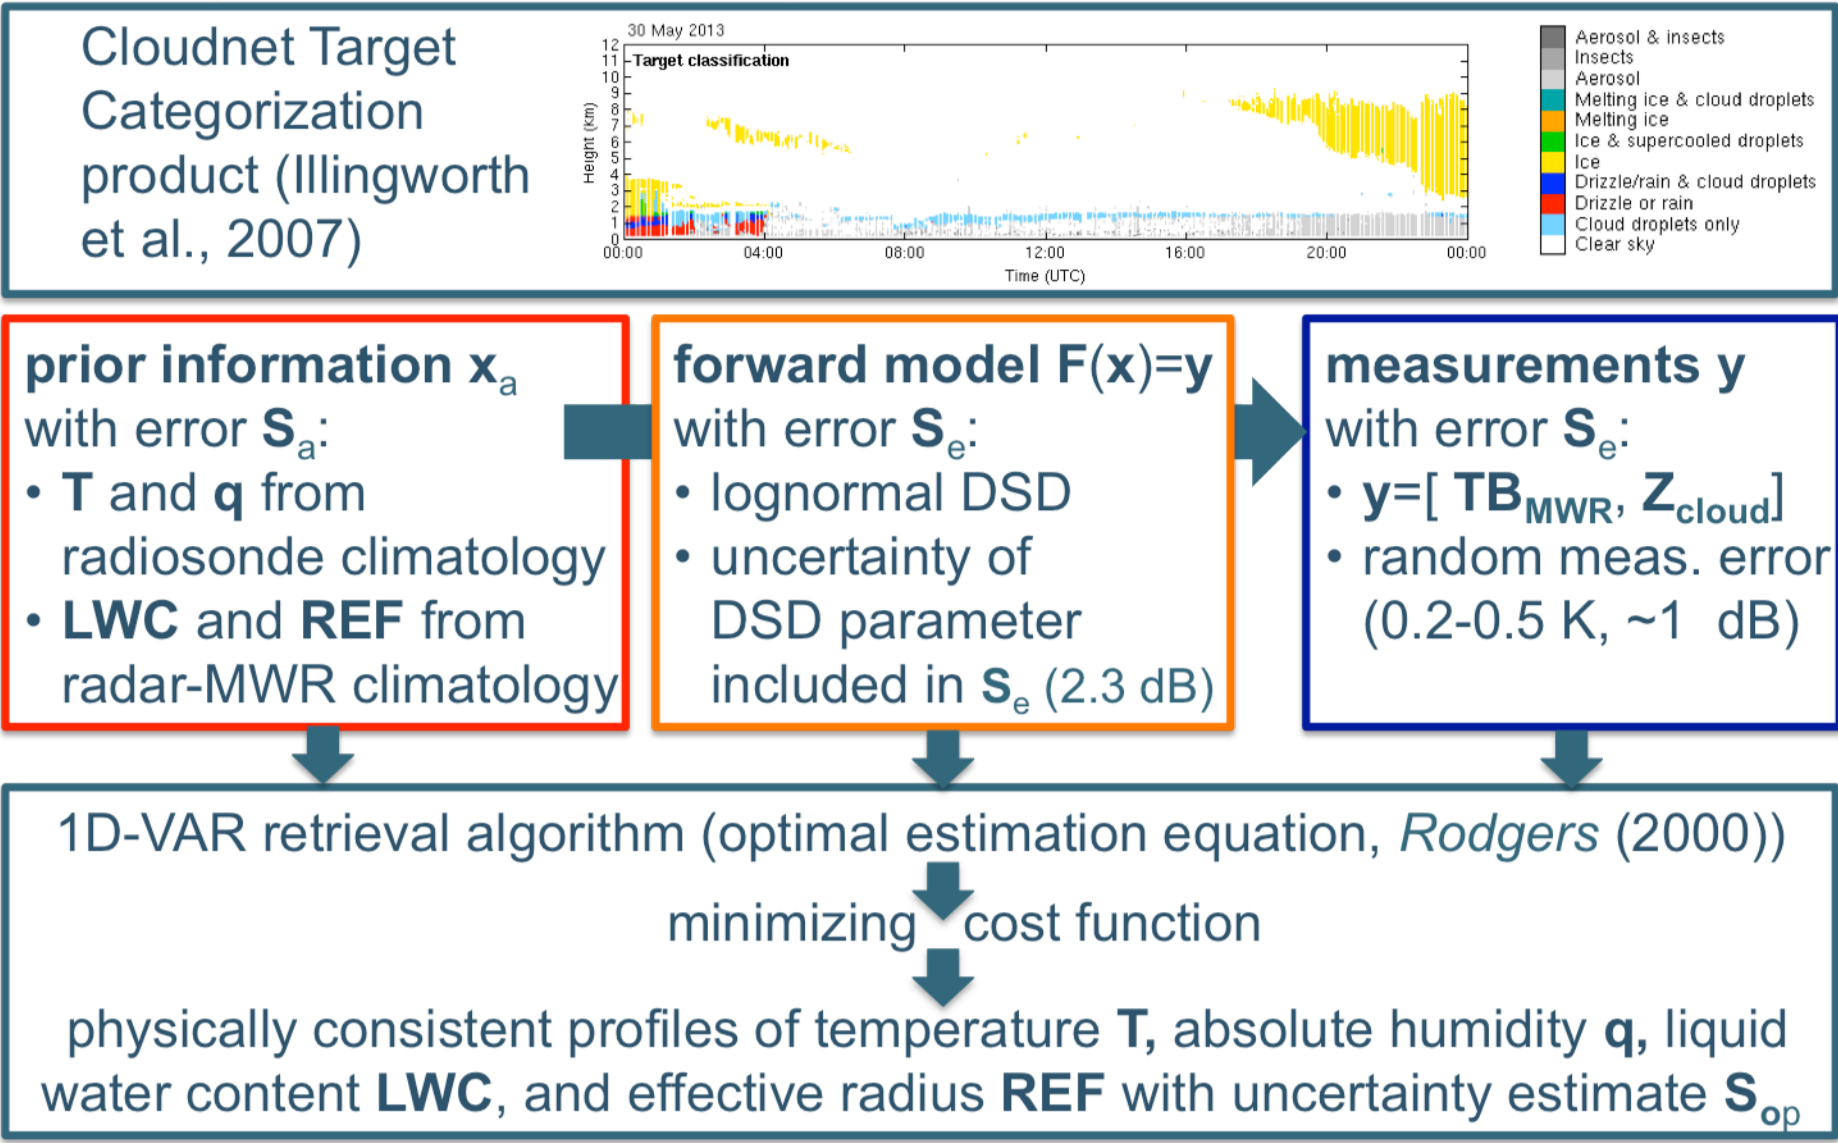 Cloudnet Target
Categorization
product (Illingworth
et al., 2007)
30 May 2013
Target classification
Height (km)
12
11
10
9
8
7
6
5
4
3
2
1
0
00:00 04:00 08:00 12:00 16:00 20:00 00:00
Time (UTC)
Aerosol & insects
Insects
Aerosol
Melting ice & cloud droplets
Melting ice
Ice & supercooled droplets
Ice
Drizzle/rain & cloud droplets
Drizzle or rain
Cloud droplets only
Clear sky
prior information xa
with error Sa:
• T and q from
radiosonde climatology
• LWC and REF from
radar-MWR climatology
forward model F(x)=y
with error Se:
• lognormal DSD
• uncertainty of
DSD parameter
included in Se (2.3 dB)
measurements y
with error Se:
• y=[ TBMWR, Zcloud]
• random meas. error
(0.2-0.5 K, ~1 dB)
1D-VAR retrieval algorithm (optimal estimation equation, Rodgers (2000))
minimizing cost function
physically consistent profiles of temperature T, absolute humidity q, liquid
water content LWC, and effective radius REF with uncertainty estimate Sop